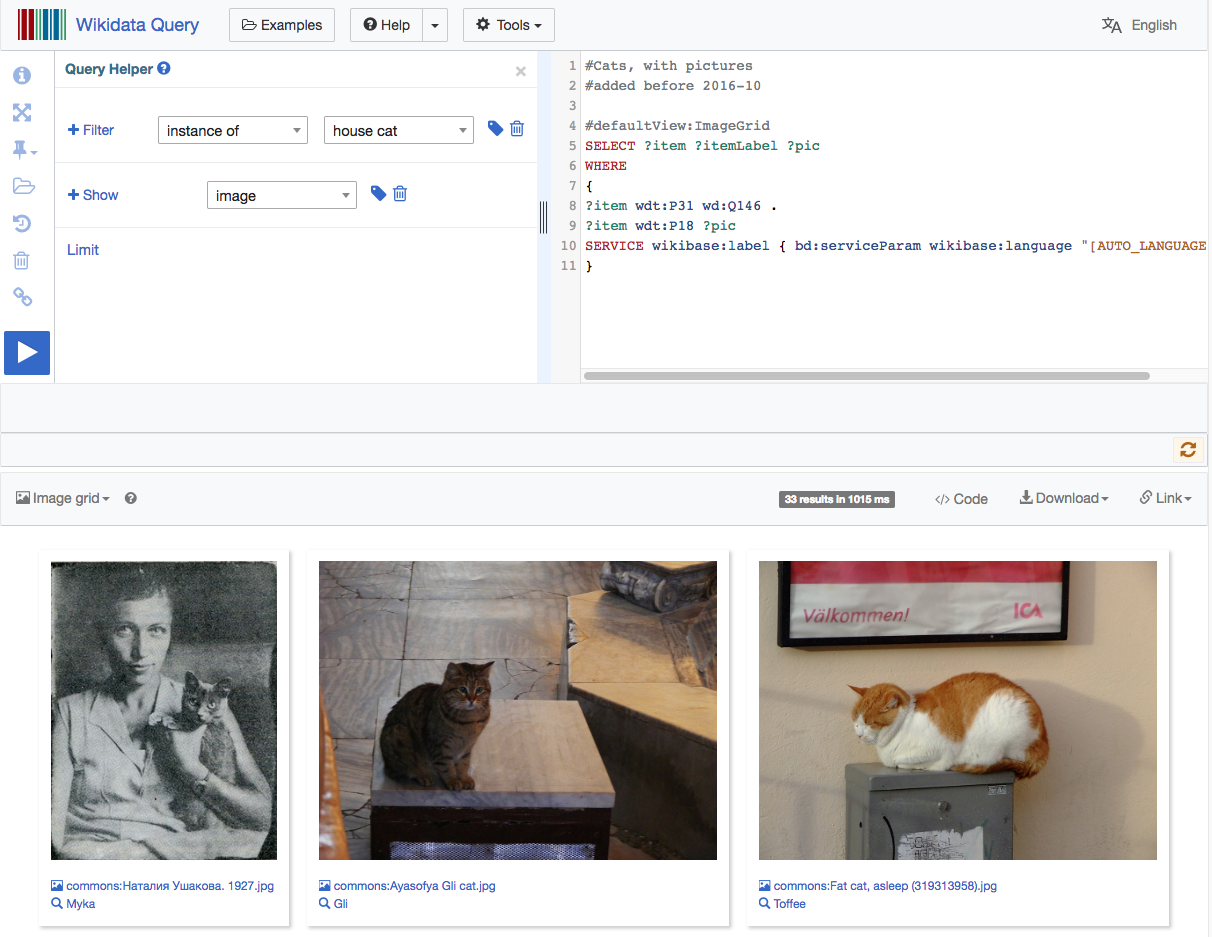 Wikidata Query
Examples
Help
Tools
English
Query Helper
Filter
instance of
house cat
Show
image
Limit
1 #Cats, with pictures
2 #added before 2016-10
3
4 #defaultView:ImageGrid
5 SELECT ?item ?itemLabel ?pic
6 WHERE
7 {
8 ?item wdt:P31 wd:Q146 .
9 ?item wdt:P18 ?pic
10 SERVICE wikibase:label { bd:serviceParam wikibase:language "[AUTO_LANGUAGE
11 }
Image grid
33 results in 1015 ms
</> Code
Download
Link
Välkommen!
ICA
commons:Наталия Ушакова. 1927.jpg
Myka
commons:Ayasofya Gli cat.jpg
Gli
commons:Fat cat, asleep (319313958).jpg
Toffee